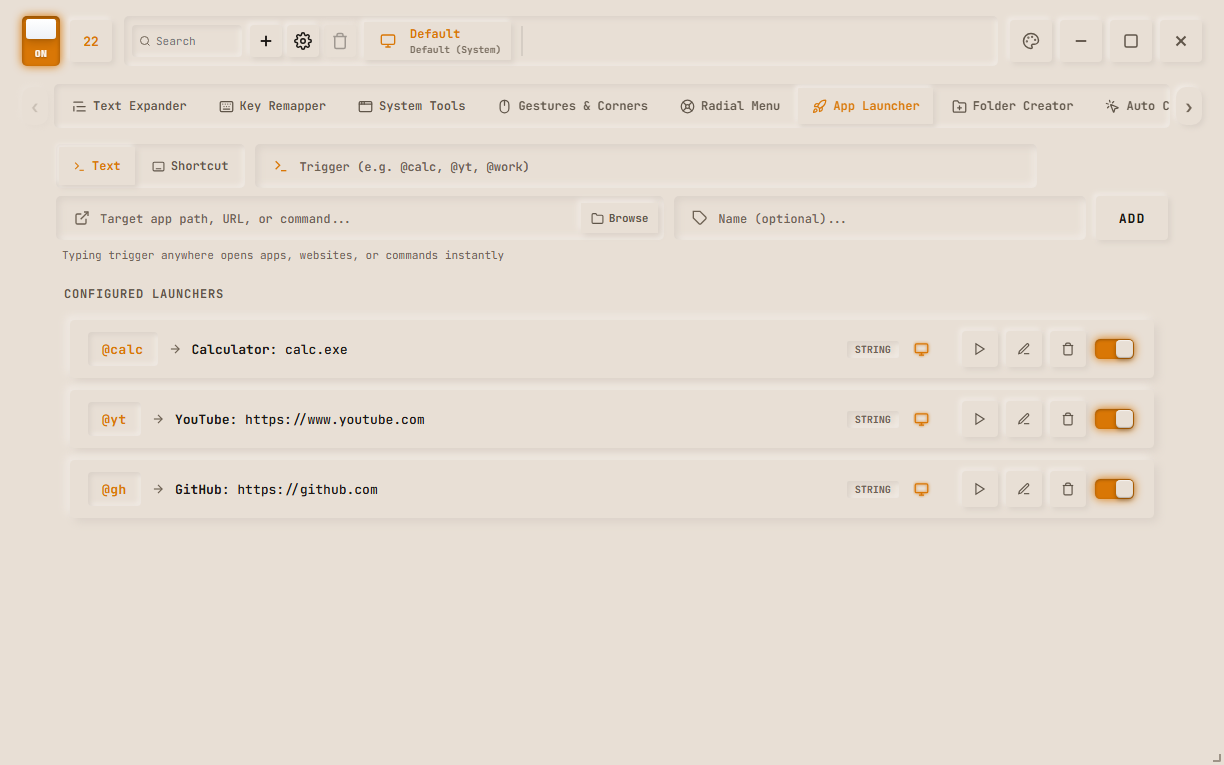 ON
22
Search
Default
Default (System)
Text Expander
Key Remapper
System Tools
Gestures & Corners
Radial Menu
App Launcher
Folder Creator
Auto C
Text
Shortcut
Trigger (e.g. @calc, @yt, @work)
Target app path, URL, or command...
Browse
Name (optional)...
ADD
Typing trigger anywhere opens apps, websites, or commands instantly
CONFIGURED LAUNCHERS
@calc → Calculator: calc.exe STRING
@yt → YouTube: https://www.youtube.com STRING
@gh → GitHub: https://github.com STRING